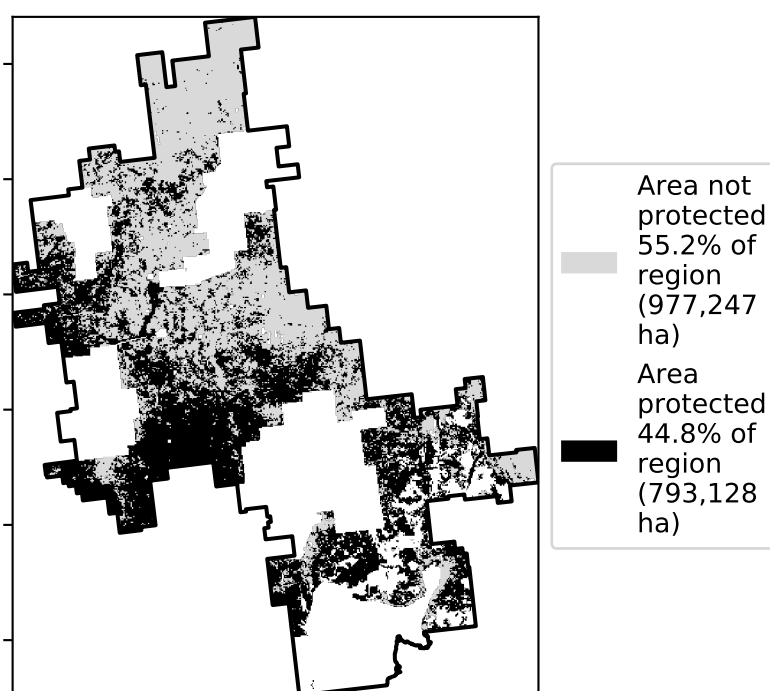 Area not
protected
55.2% of
region
(977,247
ha)
Area
protected
44.8% of
region
(793,128
ha)